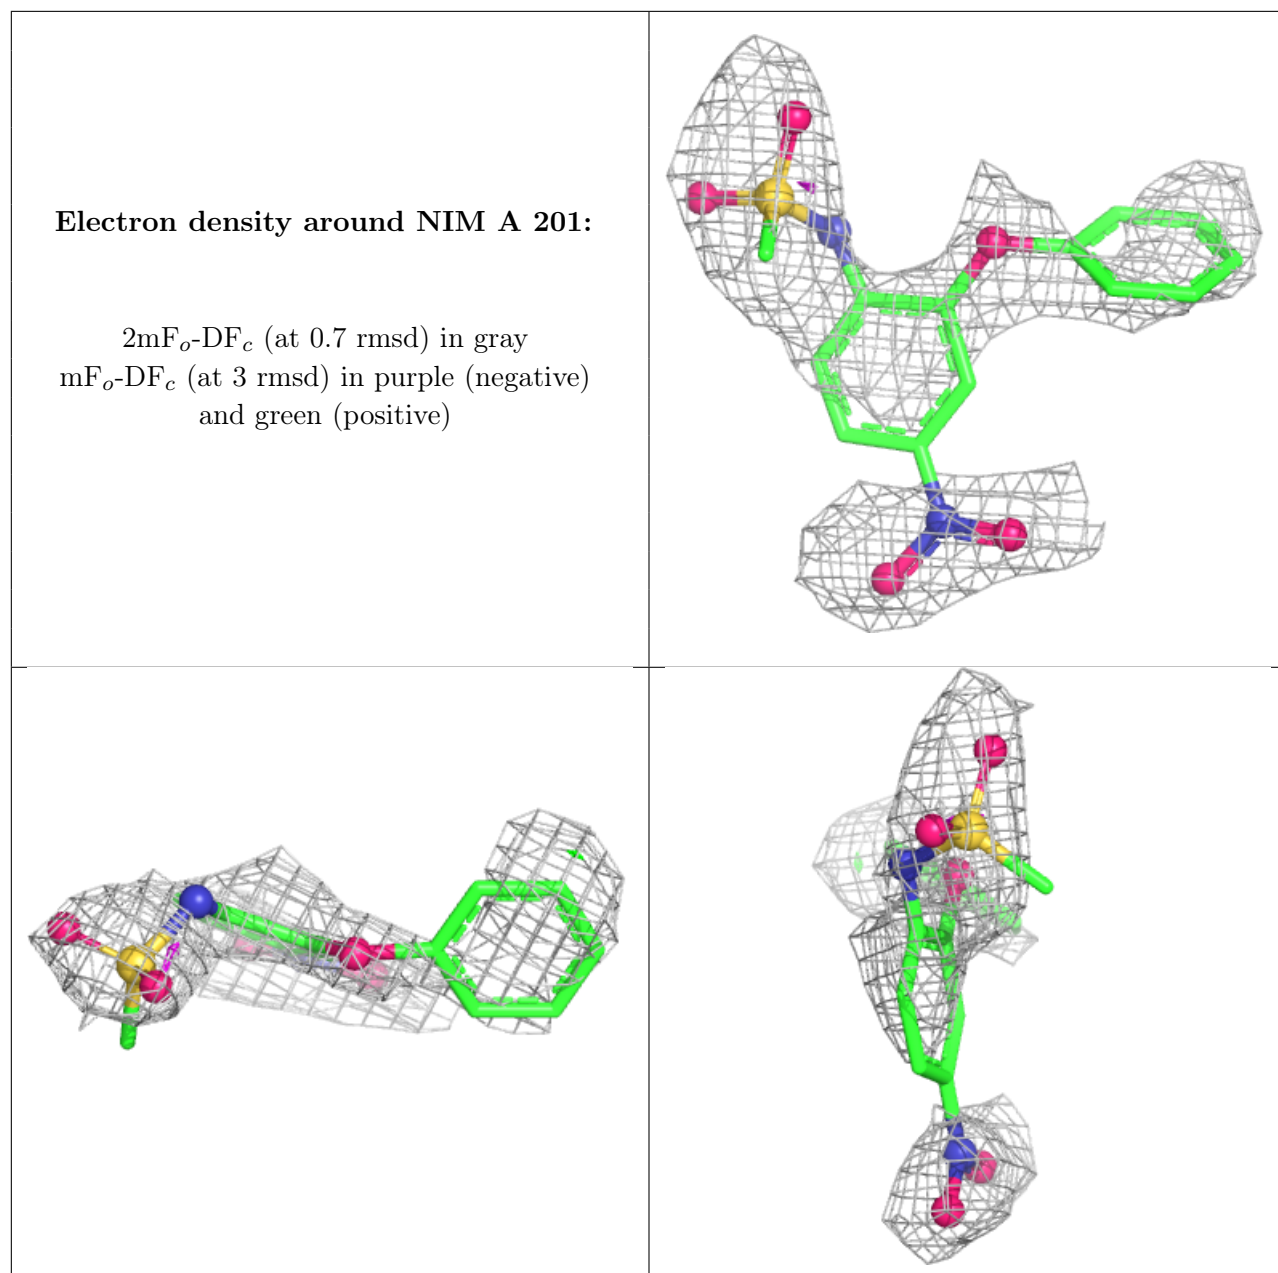 Electron density around NIM A 201:
2mFₒ-DF𝒸 (at 0.7 rmsd) in gray
mFₒ-DF𝒸 (at 3 rmsd) in purple (negative)
and green (positive)